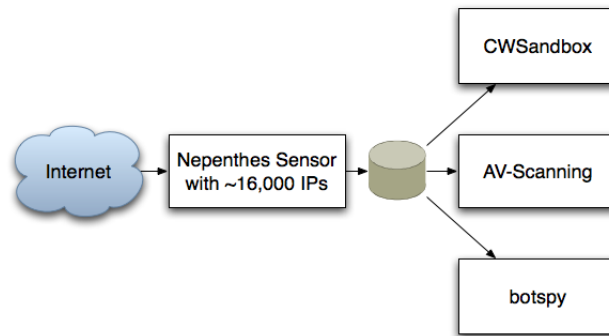 CWSandbox
Internet
Nepenthes Sensor
with ~16,000 IPs
AV-Scanning
botspy